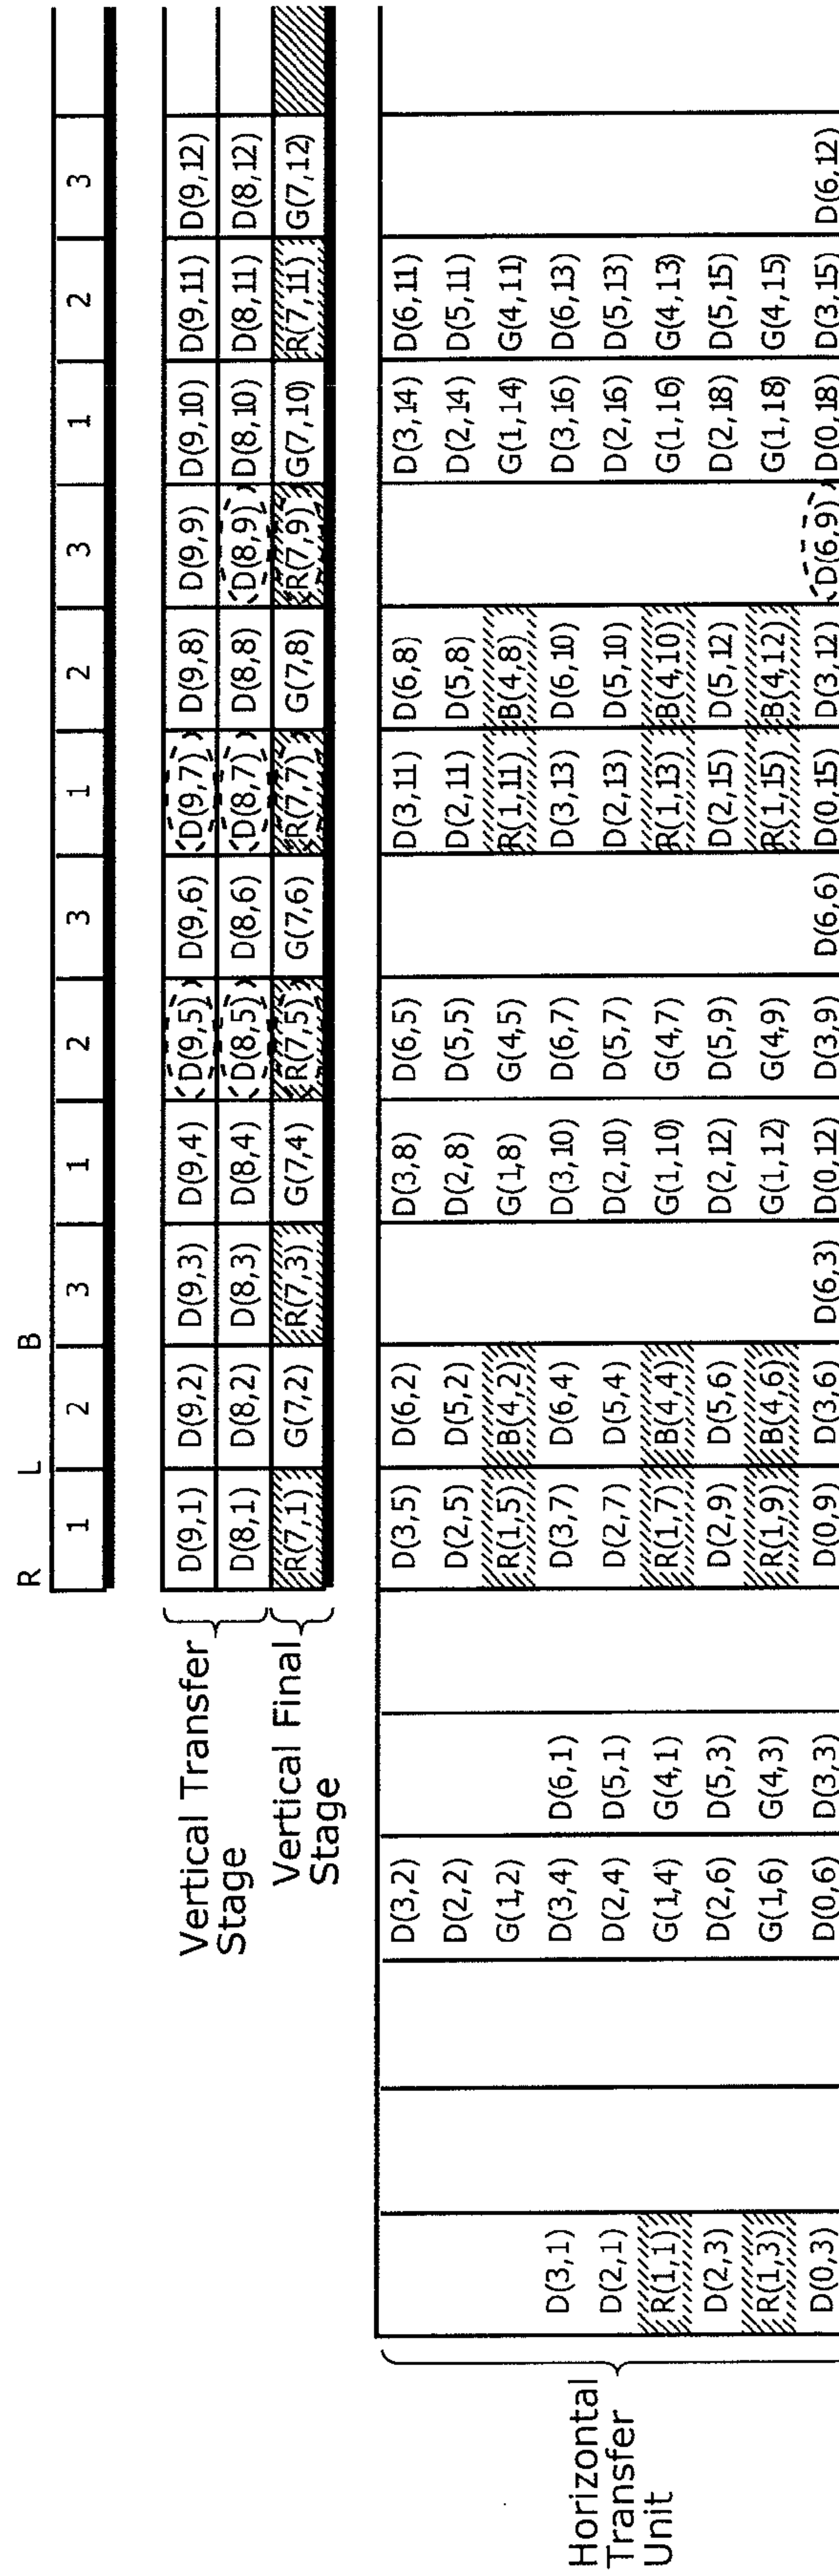 R L B
1 2 3 1 2 3 1 2 3 1 2 3
Vertical Transfer
Stage
D(9,1) D(9,2) D(9,3) D(9,4) D(9,5) D(9,6) D(9,7) D(9,8) D(9,9) D(9,10) D(9,11) D(9,12)
D(8,1) D(8,2) D(8,3) D(8,4) D(8,5) D(8,6) D(8,7) D(8,8) D(8,9) D(8,10) D(8,11) D(8,12)
Vertical Final
Stage
R(7,1) G(7,2) R(7,3) G(7,4) R(7,5) G(7,6) R(7,7) G(7,8) R(7,9) G(7,10) R(7,11) G(7,12)
Horizontal
Transfer
Unit
D(3,2) D(3,5) D(6,2) D(3,8) D(6,5) D(3,11) D(6,8) D(3,14) D(6,11)
D(2,2) D(2,5) D(5,2) D(2,8) D(5,5) D(2,11) D(5,8) D(2,14) D(5,11)
G(1,2) R(1,5) B(4,2) G(1,8) G(4,5) R(1,11) B(4,8) G(1,14) G(4,11)
D(3,1) D(3,4) D(6,1) D(3,7) D(6,4) D(3,10) D(6,7) D(3,13) D(6,10) D(3,16) D(6,13)
D(2,1) D(2,4) D(5,1) D(2,7) D(5,4) D(2,10) D(5,7) D(2,13) D(5,10) D(2,16) D(5,13)
R(1,1) G(1,4) G(4,1) R(1,7) B(4,4) G(1,10) G(4,7) R(1,13) B(4,10) G(1,16) G(4,13)
D(2,3) D(2,6) D(5,3) D(2,9) D(5,6) D(2,12) D(5,9) D(2,15) D(5,12) D(2,18) D(5,15)
R(1,3) G(1,6) G(4,3) R(1,9) B(4,6) G(1,12) G(4,9) R(1,15) B(4,12) G(1,18) G(4,15)
D(0,3) D(0,6) D(3,3) D(0,9) D(3,6) D(6,3) D(0,12) D(3,9) D(6,6) D(0,15) D(3,12) D(6,9) D(0,18) D(3,15) D(6,12)